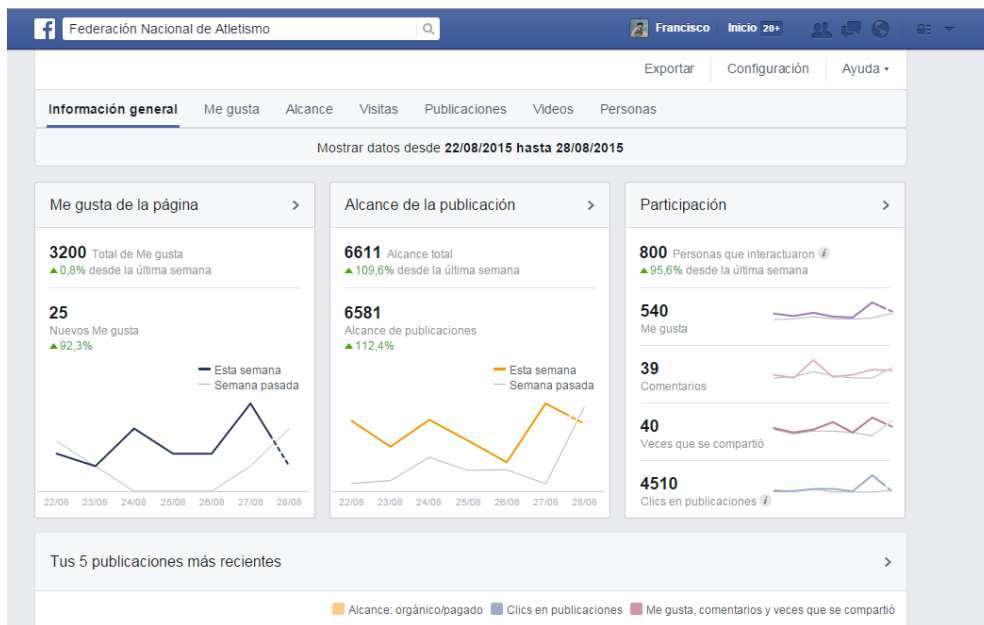 Federación Nacional de Atletismo
Francisco Inicio 20+
Exportar Configuración Ayuda
Información general Me gusta Alcance Visitas Publicaciones Videos Personas
Mostrar datos desde 22/08/2015 hasta 28/08/2015
Me gusta de la página
3200 Total de Me gusta
0,8% desde la última semana
25
Nuevos Me gusta
92,3%
Esta semana
Semana pasada
22/08 23/08 24/08 25/08 26/08 27/08 28/08
Alcance de la publicación
6611 Alcance total
109,6% desde la última semana
6581
Alcance de publicaciones
112,4%
Esta semana
Semana pasada
22/08 23/08 24/08 25/08 26/08 27/08 28/08
Participación
800 Personas que interactuaron i
95,6% desde la última semana
540
Me gusta
39
Comentarios
40
Veces que se compartió
4510
Clics en publicaciones i
Tus 5 publicaciones más recientes
Alcance: orgánico/pagado Clics en publicaciones Me gusta, comentarios y veces que se compartió